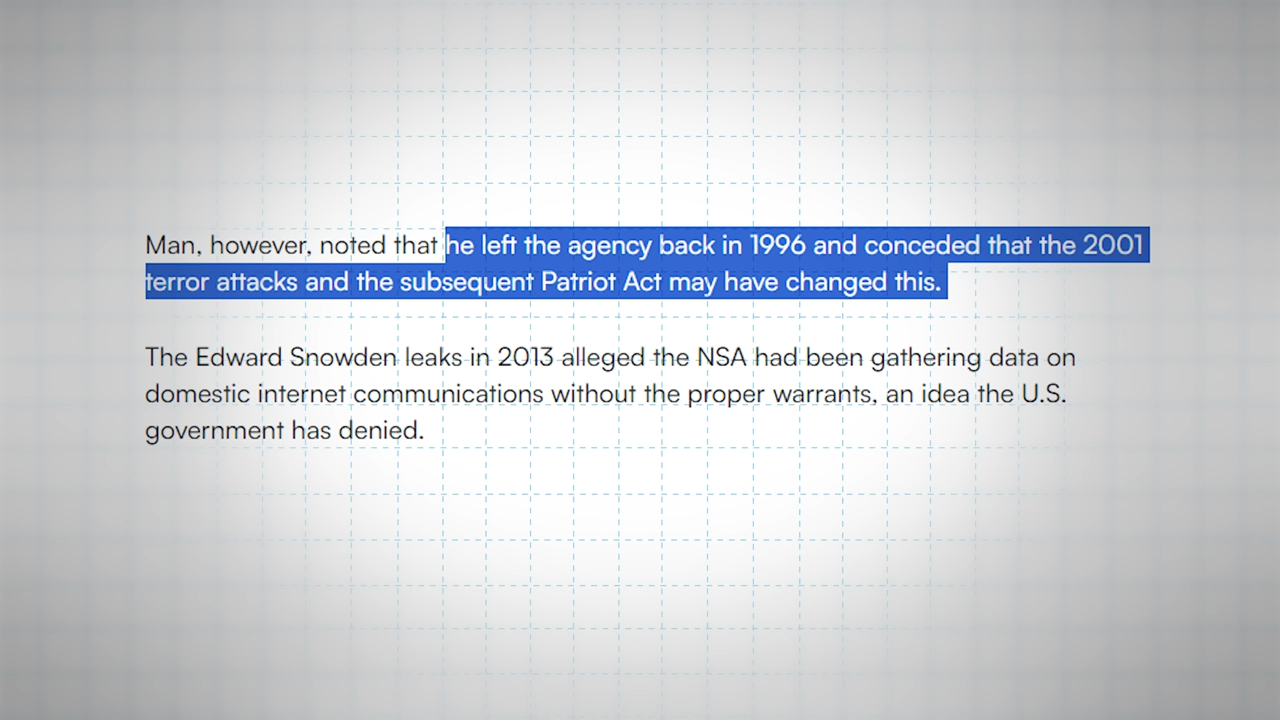 Man, however, noted that he left the agency back in 1996 and conceded that the 2001
terror attacks and the subsequent Patriot Act may have changed this.
The Edward Snowden leaks in 2013 alleged the NSA had been gathering data on
domestic internet communications without the proper warrants, an idea the U.S.
government has denied.